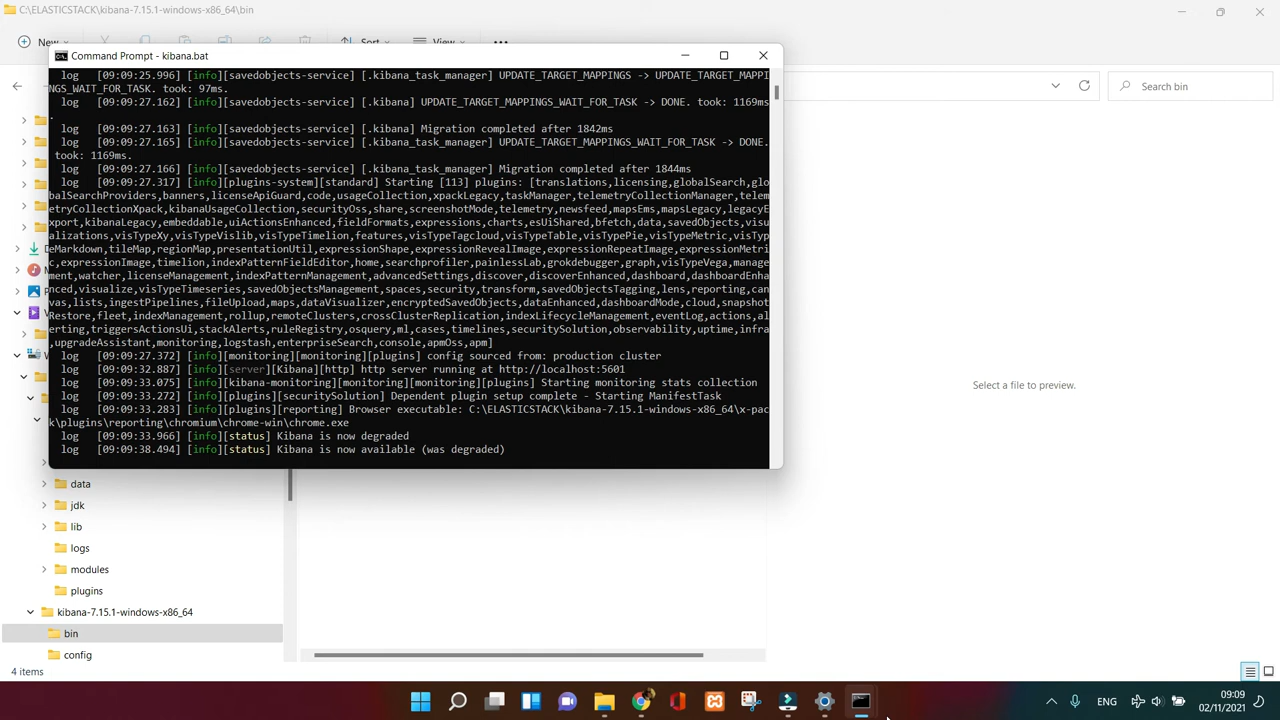 C:\ELASTICSTACK\kibana-7.15.1-windows-x86_64\bin
New
Sort
View
Search bin
Command Prompt - kibana.bat
log [09:09:25.996] [info][savedobjects-service] [.kibana_task_manager] UPDATE_TARGET_MAPPINGS -> UPDATE_TARGET_MAPPI
NGS_WAIT_FOR_TASK. took: 97ms.
log [09:09:27.162] [info][savedobjects-service] [.kibana] UPDATE_TARGET_MAPPINGS_WAIT_FOR_TASK -> DONE. took: 1169ms
.
log [09:09:27.163] [info][savedobjects-service] [.kibana] Migration completed after 1842ms
log [09:09:27.165] [info][savedobjects-service] [.kibana_task_manager] UPDATE_TARGET_MAPPINGS_WAIT_FOR_TASK -> DONE.
took: 1169ms.
log [09:09:27.166] [info][savedobjects-service] [.kibana_task_manager] Migration completed after 1844ms
log [09:09:27.317] [info][plugins-system][standard] Starting [113] plugins: [translations,licensing,globalSearch,glo
balSearchProviders,banners,licenseApiGuard,code,usageCollection,xpackLegacy,taskManager,telemetryCollectionManager,telem
etryCollectionXpack,kibanaUsageCollection,securityOss,share,screenshotMode,telemetry,newsfeed,mapsEms,mapsLegacy,legacyE
xport,kibanaLegacy,embeddable,uiActionsEnhanced,fieldFormats,expressions,charts,esUiShared,bfetch,data,savedObjects,visu
alizations,visTypeXy,visTypeVislib,visTypeTimelion,features,visTypeTagcloud,visTypeTable,visTypePie,visTypeMetric,visTyp
eMarkdown,tileMap,regionMap,presentationUtil,expressionShape,expressionRevealImage,expressionRepeatImage,expressionMetri
c,expressionImage,timelion,indexPatternFieldEditor,home,searchprofiler,painlessLab,grokdebugger,graph,visTypeVega,manage
ment,watcher,licenseManagement,indexPatternManagement,advancedSettings,discover,discoverEnhanced,dashboard,dashboardEnha
nced,visualize,visTypeTimeseries,savedObjectsManagement,spaces,security,transform,savedObjectsTagging,lens,reporting,can
vas,lists,ingestPipelines,fileUpload,maps,dataVisualizer,encryptedSavedObjects,dataEnhanced,dashboardMode,cloud,snapshot
Restore,fleet,indexManagement,rollup,remoteClusters,crossClusterReplication,indexLifecycleManagement,eventLog,actions,al
erting,triggersActionsUi,stackAlerts,ruleRegistry,osquery,ml,cases,timelines,securitySolution,observability,uptime,infra
,upgradeAssistant,monitoring,logstash,enterpriseSearch,console,apmOss,apm]
log [09:09:27.372] [info][monitoring][monitoring][plugins] config sourced from: production cluster
log [09:09:32.887] [info][server][Kibana][http] http server running at http://localhost:5601
log [09:09:33.075] [info][kibana-monitoring][monitoring][monitoring][plugins] Starting monitoring stats collection
log [09:09:33.272] [info][plugins][securitySolution] Dependent plugin setup complete - Starting ManifestTask
log [09:09:33.283] [info][plugins][reporting] Browser executable: C:\ELASTICSTACK\kibana-7.15.1-windows-x86_64\x-pac
k\plugins\reporting\chromium\chrome-win\chrome.exe
log [09:09:33.966] [info][status] Kibana is now degraded
log [09:09:38.494] [info][status] Kibana is now available (was degraded)
Select a file to preview.
data
jdk
lib
logs
modules
plugins
kibana-7.15.1-windows-x86_64
bin
config
4 items
ENG
09:09
02/11/2021